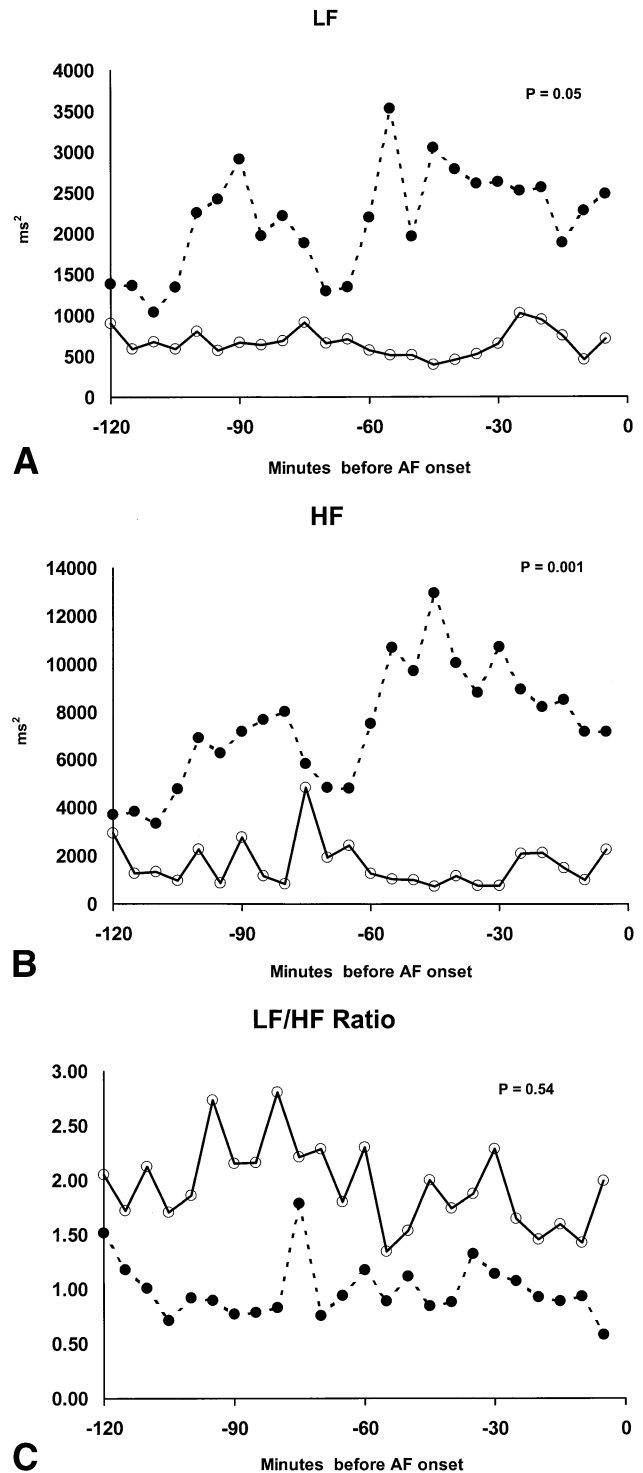 LF
4000
P = 0.05
3500
3000
2500
ms²
2000
1500
1000
500
0
-120 -90 -60 -30 0
A
Minutes before AF onset
HF
14000
P = 0.001
12000
10000
ms²
8000
6000
4000
2000
0
-120 -90 -60 -30 0
B
Minutes before AF onset
LF/HF Ratio
3.00
P = 0.54
2.50
2.00
1.50
1.00
0.50
0.00
-120 -90 -60 -30 0
C
Minutes before AF onset